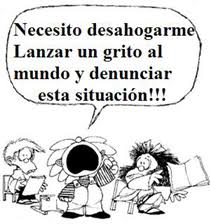 Necesito desahogarme
Lanzar un grito al
mundo y denunciar
esta situación!!!